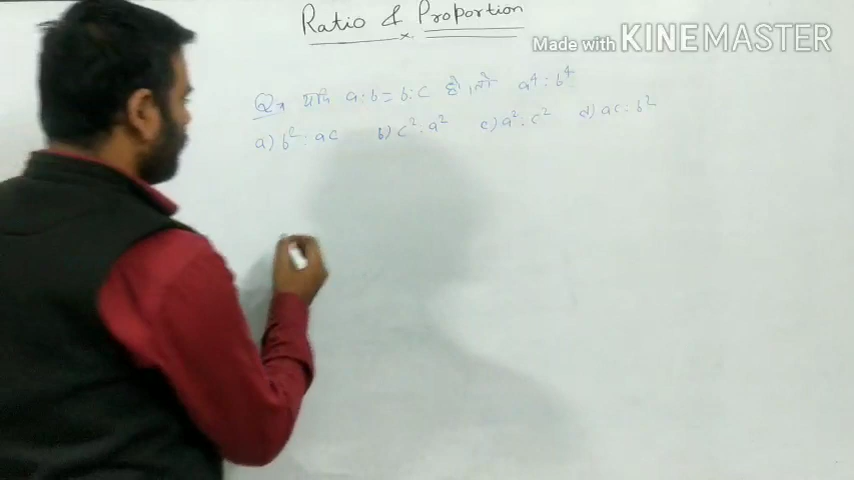 Ratio & Proportion
Made with KINEMASTER
Q→ यदि a:b = b:c हो, तो a⁴:b⁴
a) b²:ac b) c²:a² c) a²:c² d) ac:b²